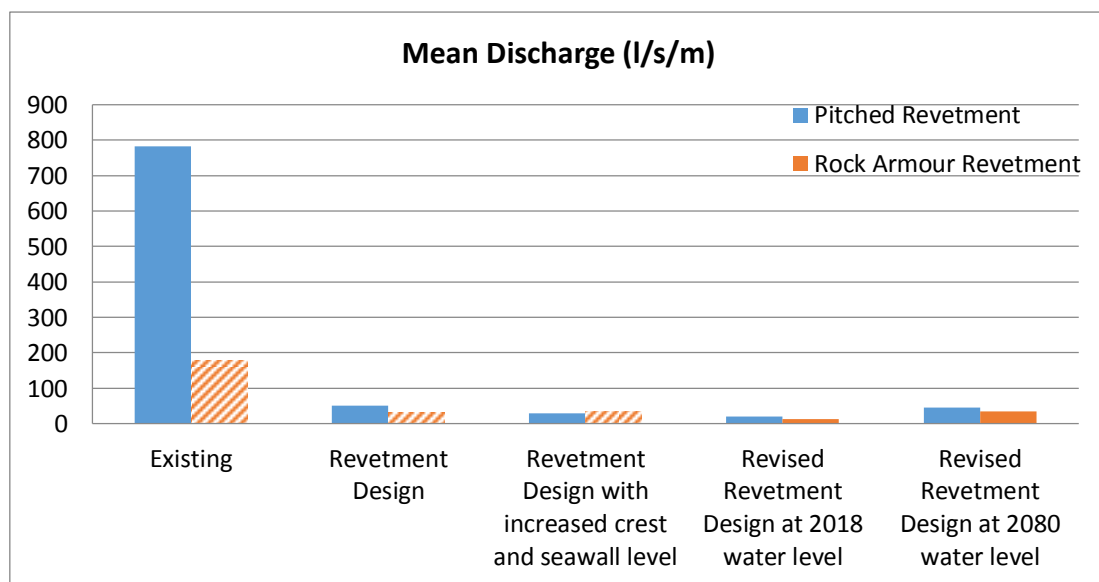 Mean Discharge (l/s/m)
900
800
700
600
500
400
300
200
100
0
Pitched Revetment
Rock Armour Revetment
Existing
Revetment
Design
Revetment
Design with
increased crest
and seawall level
Revised
Revetment
Design at 2018
water level
Revised
Revetment
Design at 2080
water level